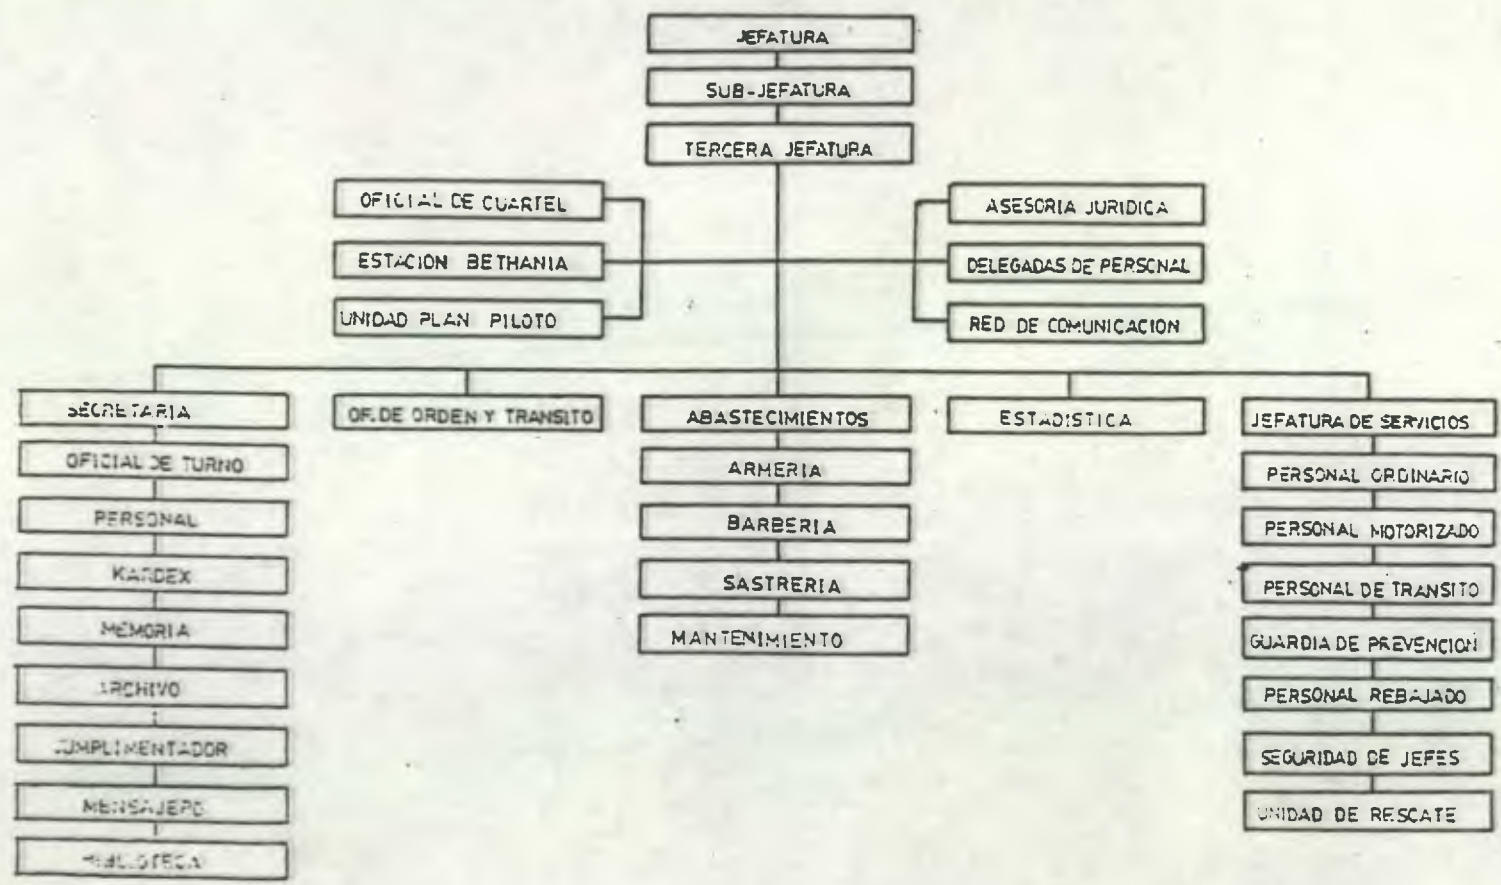 JEFATURA
SUB-JEFATURA
TERCERA JEFATURA
OFICIAL DE CUARTEL
ESTACION BETHANIA
UNIDAD PLAN PILOTO
ASESORIA JURIDICA
DELEGADAS DE PERSONAL
RED DE COMUNICACION
SECRETARIA
OFICIAL DE TURNO
PERSONAL
KARDEX
MEMORIA
ARCHIVO
CUMPLIMENTADOR
MENSAJERO
BIBLIOTECA
OF. DE ORDEN Y TRANSITO
ABASTECIMIENTOS
ARMERIA
BARBERIA
SASTRERIA
MANTENIMIENTO
ESTADISTICA
JEFATURA DE SERVICIOS
PERSONAL ORDINARIO
PERSONAL MOTORIZADO
PERSONAL DE TRANSITO
GUARDIA DE PREVENCION
PERSONAL REBAJADO
SEGURIDAD DE JEFES
UNIDAD DE RESCATE